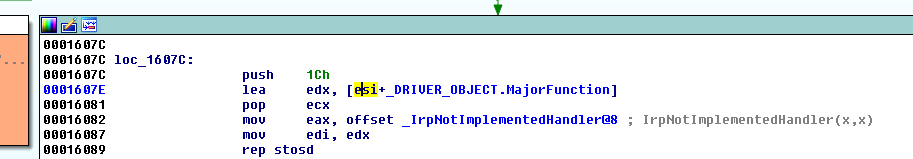 0001607C
0001607C loc_1607C:
0001607C push 1Ch
0001607E lea edx, [esi+_DRIVER_OBJECT.MajorFunction]
00016081 pop ecx
00016082 mov eax, offset _IrpNotImplementedHandler@8 ; IrpNotImplementedHandler(x,x)
00016087 mov edi, edx
00016089 rep stosd